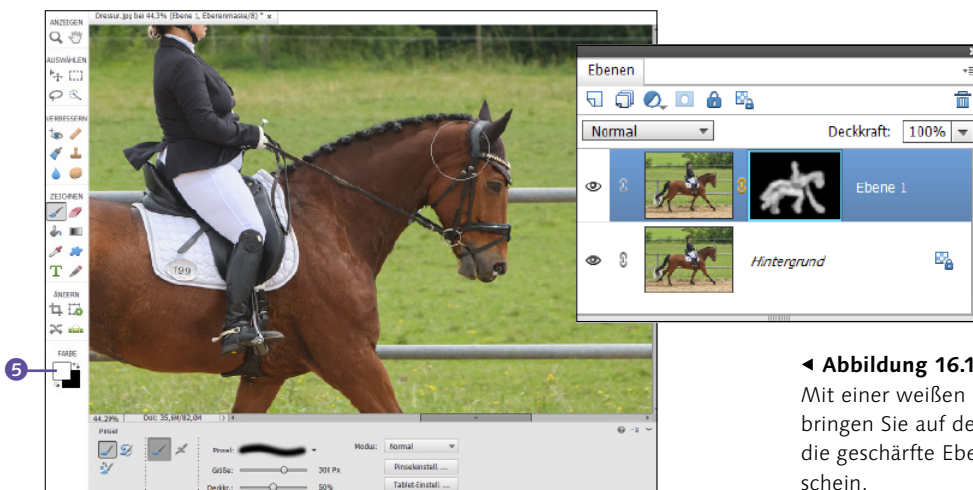 ANZEIGEN
Dressur.jpg bei 44,3% (Ebene 1, Ebenenmaske/8) * x
AUSWÄHLEN
VERBESSERN
ZEICHNEN
T
ÄNDERN
FARBE
5
199
44,29% Doi: 35,6M/82,0M
Pinsel
Pinsel:
Größe: 301 Px
Deckkr.: 50%
Modus: Normal
Pinseleinstell. ...
Tablet-Einstell. ...
Ebenen
Normal Deckkraft: 100%
Ebene 1
Hintergrund
◄ Abbildung 16.1
Mit einer weißen
bringen Sie auf de
die geschärfte Ebe
schein.